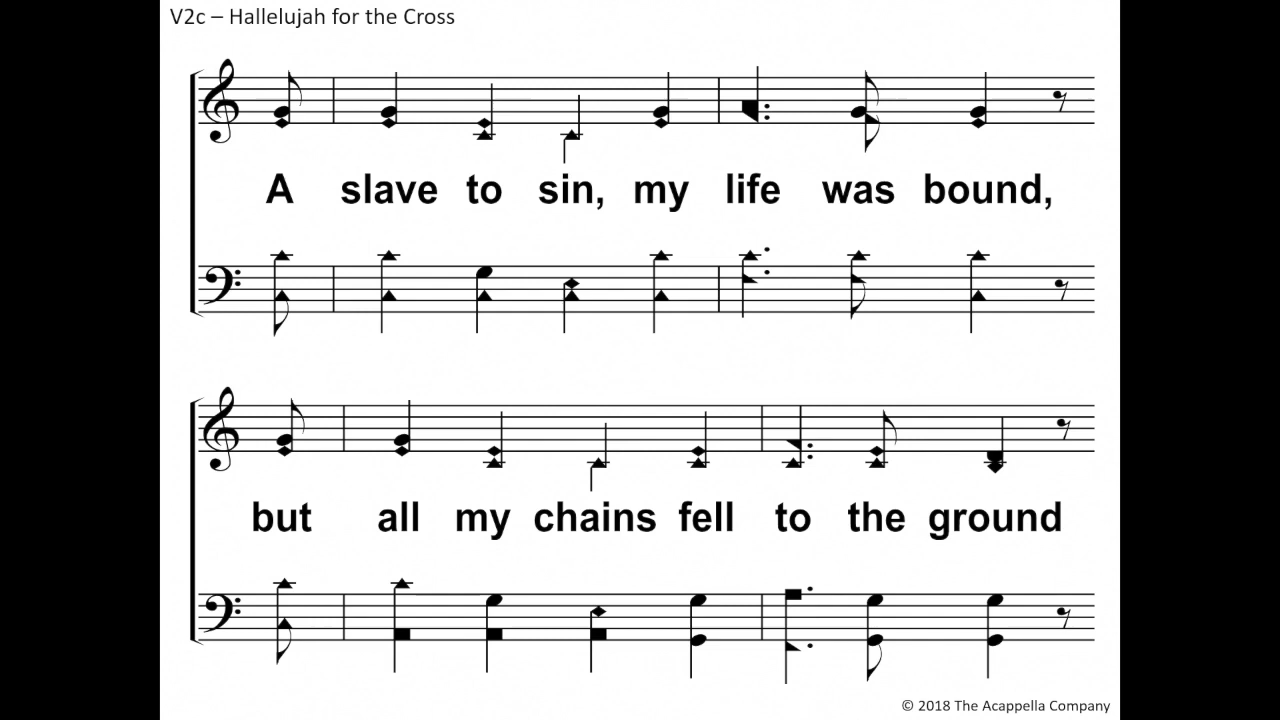 V2c – Hallelujah for the Cross
A slave to sin, my life was bound,
but all my chains fell to the ground
© 2018 The Acappella Company